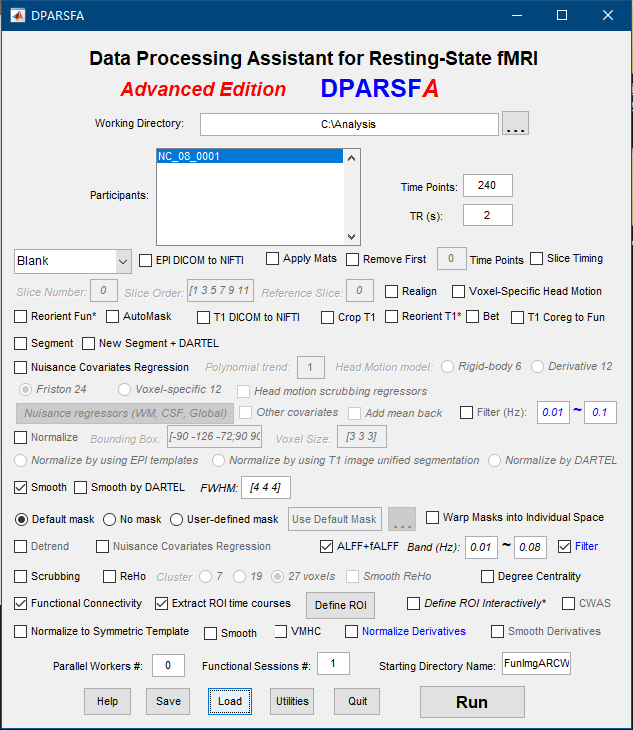 DPARSFA
Data Processing Assistant for Resting-State fMRI
Advanced Edition DPARSFA
Working Directory: C:\Analysis ...
Participants: NC_08_0001
Time Points: 240
TR (s): 2
Blank EPI DICOM to NIFTI Apply Mats Remove First 0 Time Points Slice Timing
Slice Number: 0 Slice Order: [1 3 5 7 9 11 Reference Slice: 0 Realign Voxel-Specific Head Motion
Reorient Fun* AutoMask T1 DICOM to NIFTI Crop T1 Reorient T1* Bet T1 Coreg to Fun
Segment New Segment + DARTEL
Nuisance Covariates Regression Polynomial trend: 1 Head Motion model: Rigid-body 6 Derivative 12
Friston 24 Voxel-specific 12 Head motion scrubbing regressors
Nuisance regressors (WM, CSF, Global) Other covariates Add mean back Filter (Hz): 0.01 ~ 0.1
Normalize Bounding Box: [-90 -126 -72;90 90 Voxel Size: [3 3 3]
Normalize by using EPI templates Normalize by using T1 image unified segmentation Normalize by DARTEL
Smooth Smooth by DARTEL FWHM: [4 4 4]
Default mask No mask User-defined mask Use Default Mask ... Warp Masks into Individual Space
Detrend Nuisance Covariates Regression ALFF+fALFF Band (Hz): 0.01 ~ 0.08 Filter
Scrubbing ReHo Cluster 7 19 27 voxels Smooth ReHo Degree Centrality
Functional Connectivity Extract ROI time courses Define ROI Define ROI Interactively* CWAS
Normalize to Symmetric Template Smooth VMHC Normalize Derivatives Smooth Derivatives
Parallel Workers #: 0 Functional Sessions #: 1 Starting Directory Name: FunImgARCW
Help Save Load Utilities Quit Run